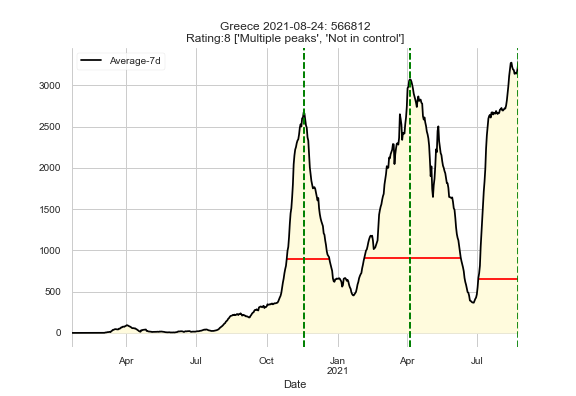 Greece 2021-08-24: 566812
Rating:8 ['Multiple peaks', 'Not in control']
Average-7d
3000
2500
2000
1500
1000
500
0
Apr Jul Oct Jan Apr Jul
2021
Date